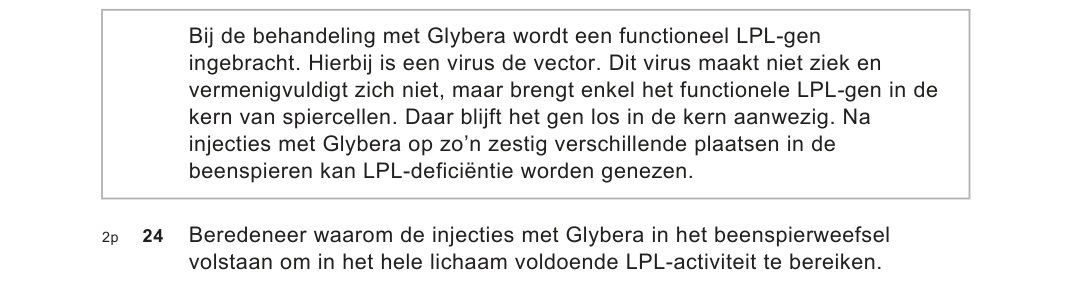 Bij de behandeling met Glybera wordt een functioneel LPL-gen
ingebracht. Hierbij is een virus de vector. Dit virus maakt niet ziek en
vermenigvuldigt zich niet, maar brengt enkel het functionele LPL-gen in de
kern van spiercellen. Daar blijft het gen los in de kern aanwezig. Na
injecties met Glybera op zo’n zestig verschillende plaatsen in de
beenspieren kan LPL-deficiëntie worden genezen.
2p 24 Beredeneer waarom de injecties met Glybera in het beenspierweefsel
volstaan om in het hele lichaam voldoende LPL-activiteit te bereiken.